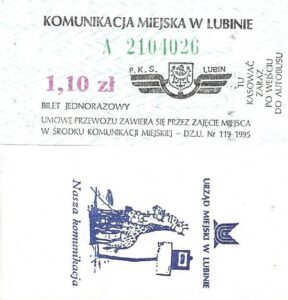 KOMUNIKACJA MIEJSKA W LUBINIE
A 2104026
P.K.S. LUBIN
1,10 zł
BILET JEDNORAZOWY
UMOWĘ PRZEWOZU ZAWIERA SIĘ PRZEZ ZAJĘCIE MIEJSCA
W ŚRODKU KOMUNIKACJI MIEJSKIEJ - DZ.U. Nr 119-1995
TU
KASOWAĆ
ZARAZ
PO WEJŚCIU
DO AUTOBUSU
Nasza komunikacja
URZĄD MIEJSKI W LUBINIE